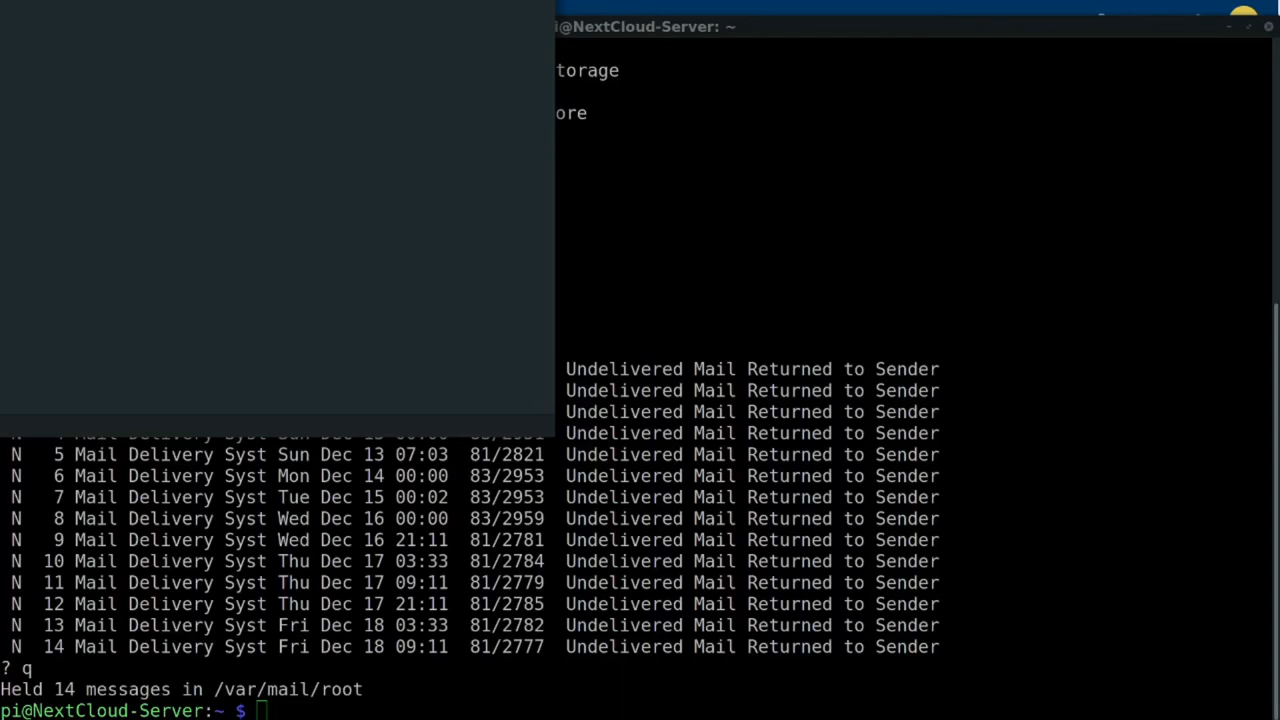 pi@NextCloud-Server: ~
torage
ore
Undelivered Mail Returned to Sender
Undelivered Mail Returned to Sender
Undelivered Mail Returned to Sender
Undelivered Mail Returned to Sender
N 5 Mail Delivery Syst Sun Dec 13 07:03 81/2821 Undelivered Mail Returned to Sender
N 6 Mail Delivery Syst Mon Dec 14 00:00 83/2953 Undelivered Mail Returned to Sender
N 7 Mail Delivery Syst Tue Dec 15 00:02 83/2953 Undelivered Mail Returned to Sender
N 8 Mail Delivery Syst Wed Dec 16 00:00 83/2959 Undelivered Mail Returned to Sender
N 9 Mail Delivery Syst Wed Dec 16 21:11 81/2781 Undelivered Mail Returned to Sender
N 10 Mail Delivery Syst Thu Dec 17 03:33 81/2784 Undelivered Mail Returned to Sender
N 11 Mail Delivery Syst Thu Dec 17 09:11 81/2779 Undelivered Mail Returned to Sender
N 12 Mail Delivery Syst Thu Dec 17 21:11 81/2785 Undelivered Mail Returned to Sender
N 13 Mail Delivery Syst Fri Dec 18 03:33 81/2782 Undelivered Mail Returned to Sender
N 14 Mail Delivery Syst Fri Dec 18 09:11 81/2777 Undelivered Mail Returned to Sender
? q
Held 14 messages in /var/mail/root
pi@NextCloud-Server:~ $